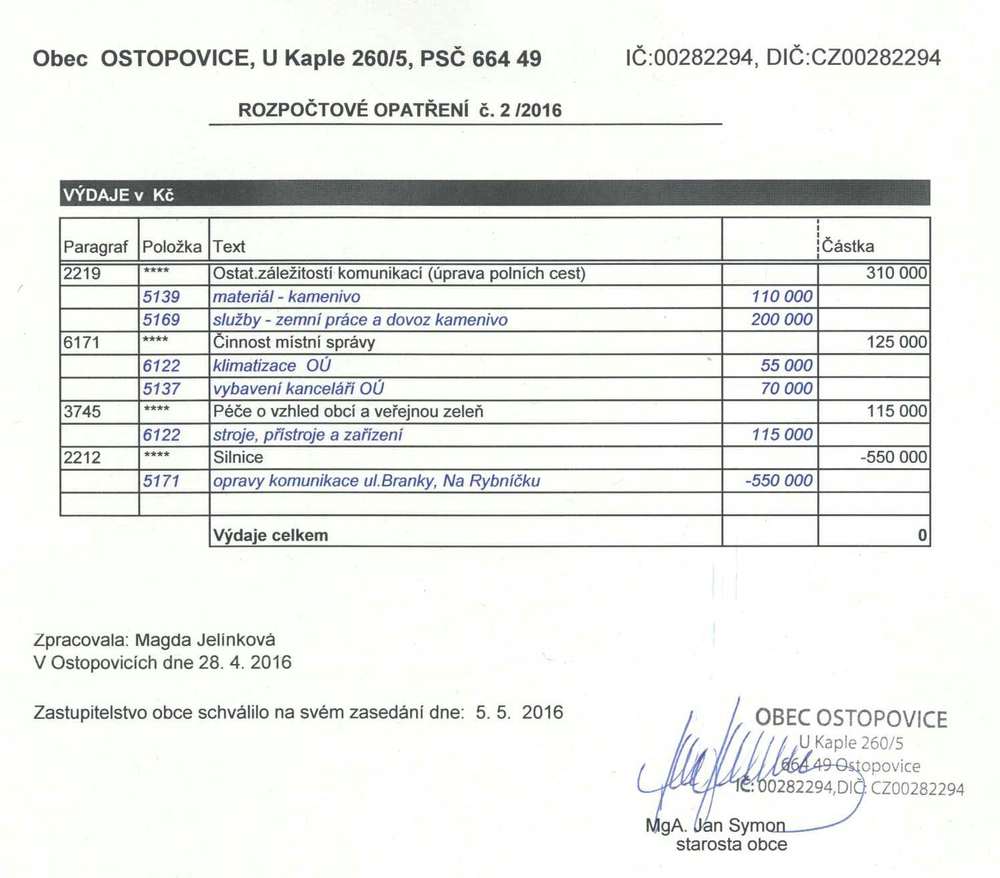 Obec OSTOPOVICE, U Kaple 260/5, PSČ 664 49 IČ:00282294, DIČ:CZ00282294
ROZPOČTOVÉ OPATŘENÍ č. 2 /2016
VÝDAJE v Kč
Paragraf Položka Text Částka
2219 **** Ostat.záležitostí komunikací (úprava polních cest) 310 000
5139 materiál - kamenivo 110 000
5169 služby - zemní práce a dovoz kamenivo 200 000
6171 **** Činnost místní správy 125 000
6122 klimatizace OÚ 55 000
5137 vybavení kanceláří OÚ 70 000
3745 **** Péče o vzhled obcí a veřejnou zeleň 115 000
6122 stroje, přístroje a zařízení 115 000
2212 **** Silnice -550 000
5171 opravy komunikace ul.Branky, Na Rybníčku -550 000
Výdaje celkem 0
Zpracovala: Magda Jelínková
V Ostopovicích dne 28. 4. 2016
Zastupitelstvo obce schválilo na svém zasedání dne: 5. 5. 2016
OBEC OSTOPOVICE
U Kaple 260/5
664 49 Ostopovice
IČ: 00282294,DIČ: CZ00282294
MgA. Jan Symon
starosta obce